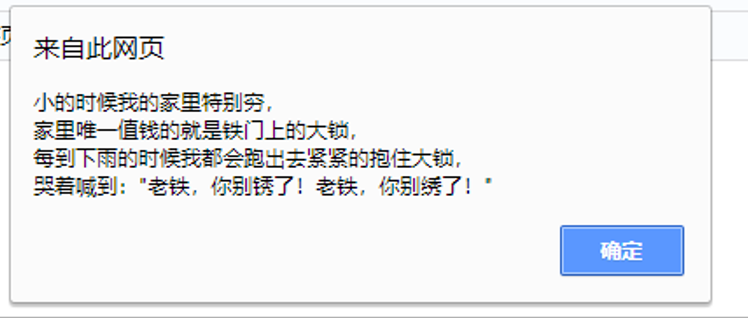 来自此网页
小的时候我的家里特别穷，
家里唯一值钱的就是铁门上的大锁，
每到下雨的时候我都会跑出去紧紧的抱住大锁，
哭着喊到："老铁，你别锈了！老铁，你别绣了！"
确定